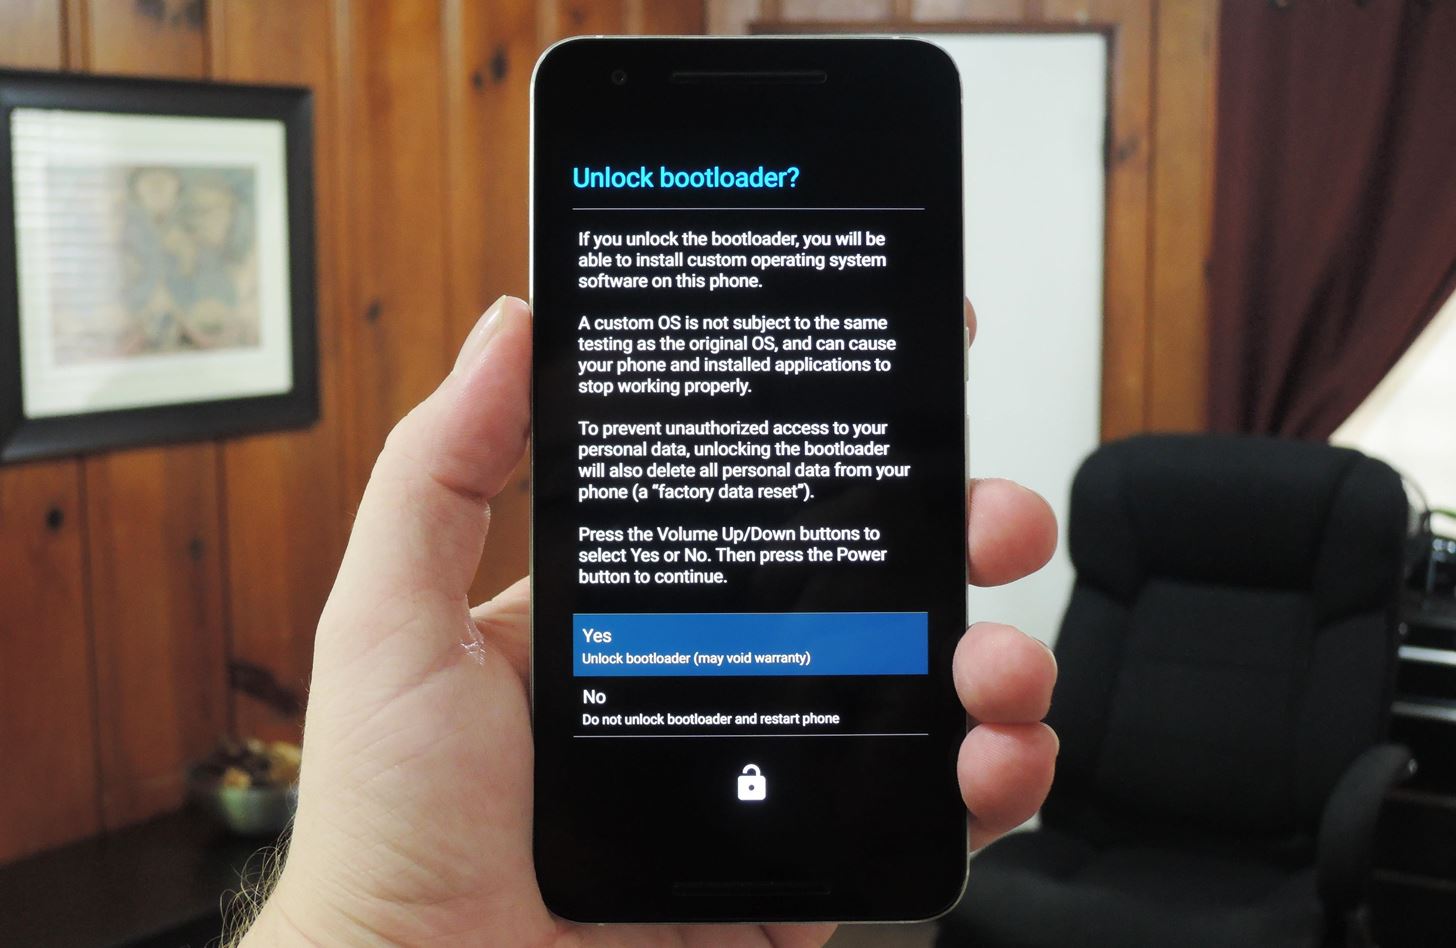 Unlock bootloader?
If you unlock the bootloader, you will be
able to install custom operating system
software on this phone.
A custom OS is not subject to the same
testing as the original OS, and can cause
your phone and installed applications to
stop working properly.
To prevent unauthorized access to your
personal data, unlocking the bootloader
will also delete all personal data from your
phone (a “factory data reset”).
Press the Volume Up/Down buttons to
select Yes or No. Then press the Power
button to continue.
Yes
Unlock bootloader (may void warranty)
No
Do not unlock bootloader and restart phone